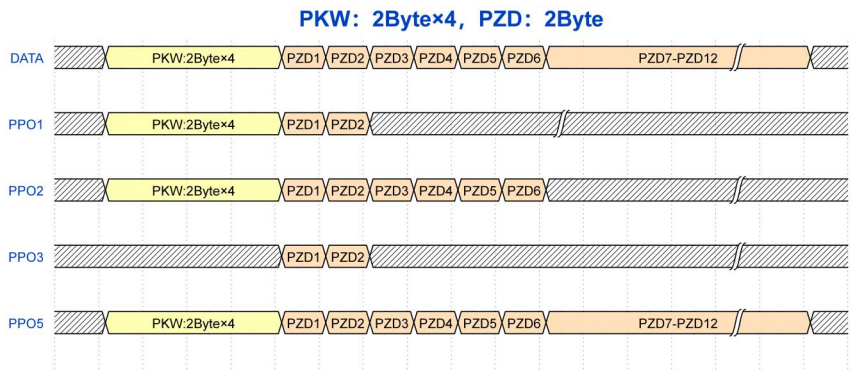 PKW：2Byte×4，PZD：2Byte
DATA PKW:2Byte×4 PZD1 PZD2 PZD3 PZD4 PZD5 PZD6 PZD7-PZD12
PPO1 PKW:2Byte×4 PZD1 PZD2
PPO2 PKW:2Byte×4 PZD1 PZD2 PZD3 PZD4 PZD5 PZD6
PPO3 PZD1 PZD2
PPO5 PKW:2Byte×4 PZD1 PZD2 PZD3 PZD4 PZD5 PZD6 PZD7-PZD12